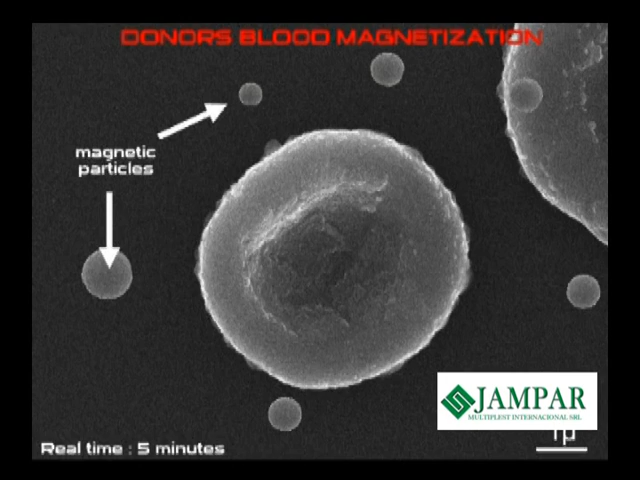 DONORS BLOOD MAGNETIZATION
magnetic
particles
JAMPAR
MULTIPLEST INTERNACIONAL SRL
1µ
Real time : 5 minutes